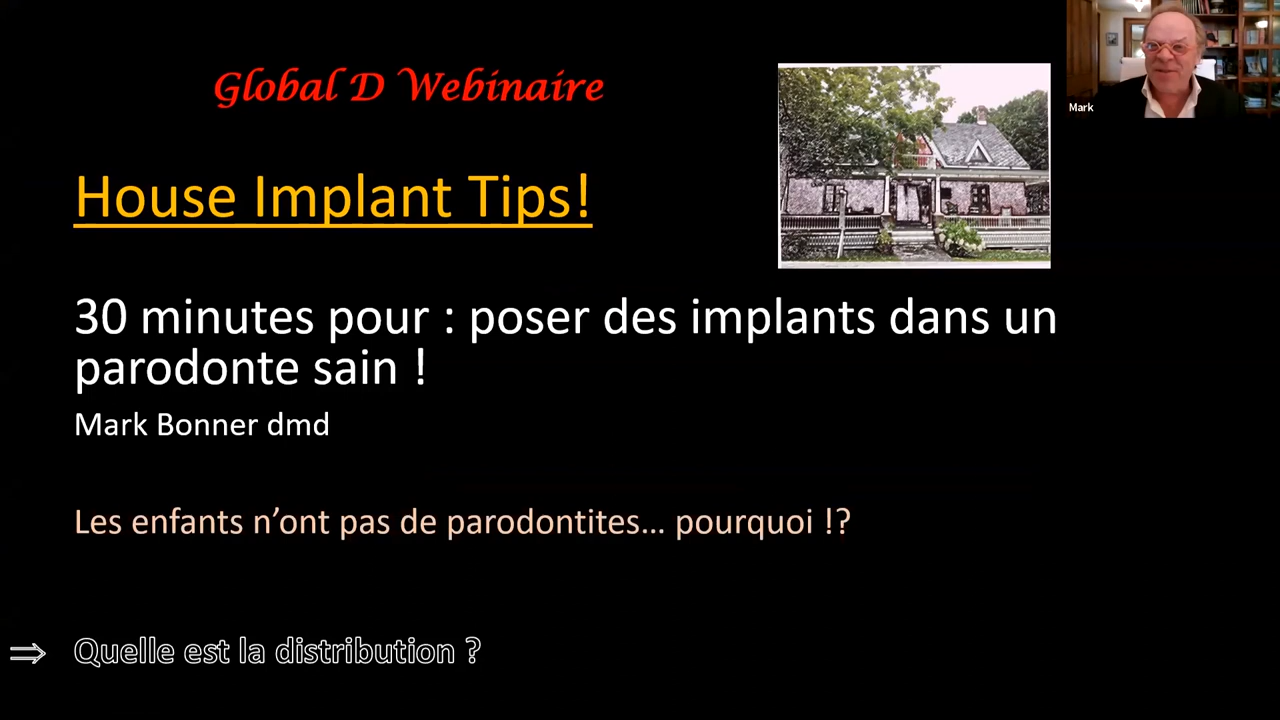 Global D Webinaire
Mark
House Implant Tips!
30 minutes pour : poser des implants dans un
parodonte sain !
Mark Bonner dmd
Les enfants n’ont pas de parodontites... pourquoi !?
⇒ Quelle est la distribution ?